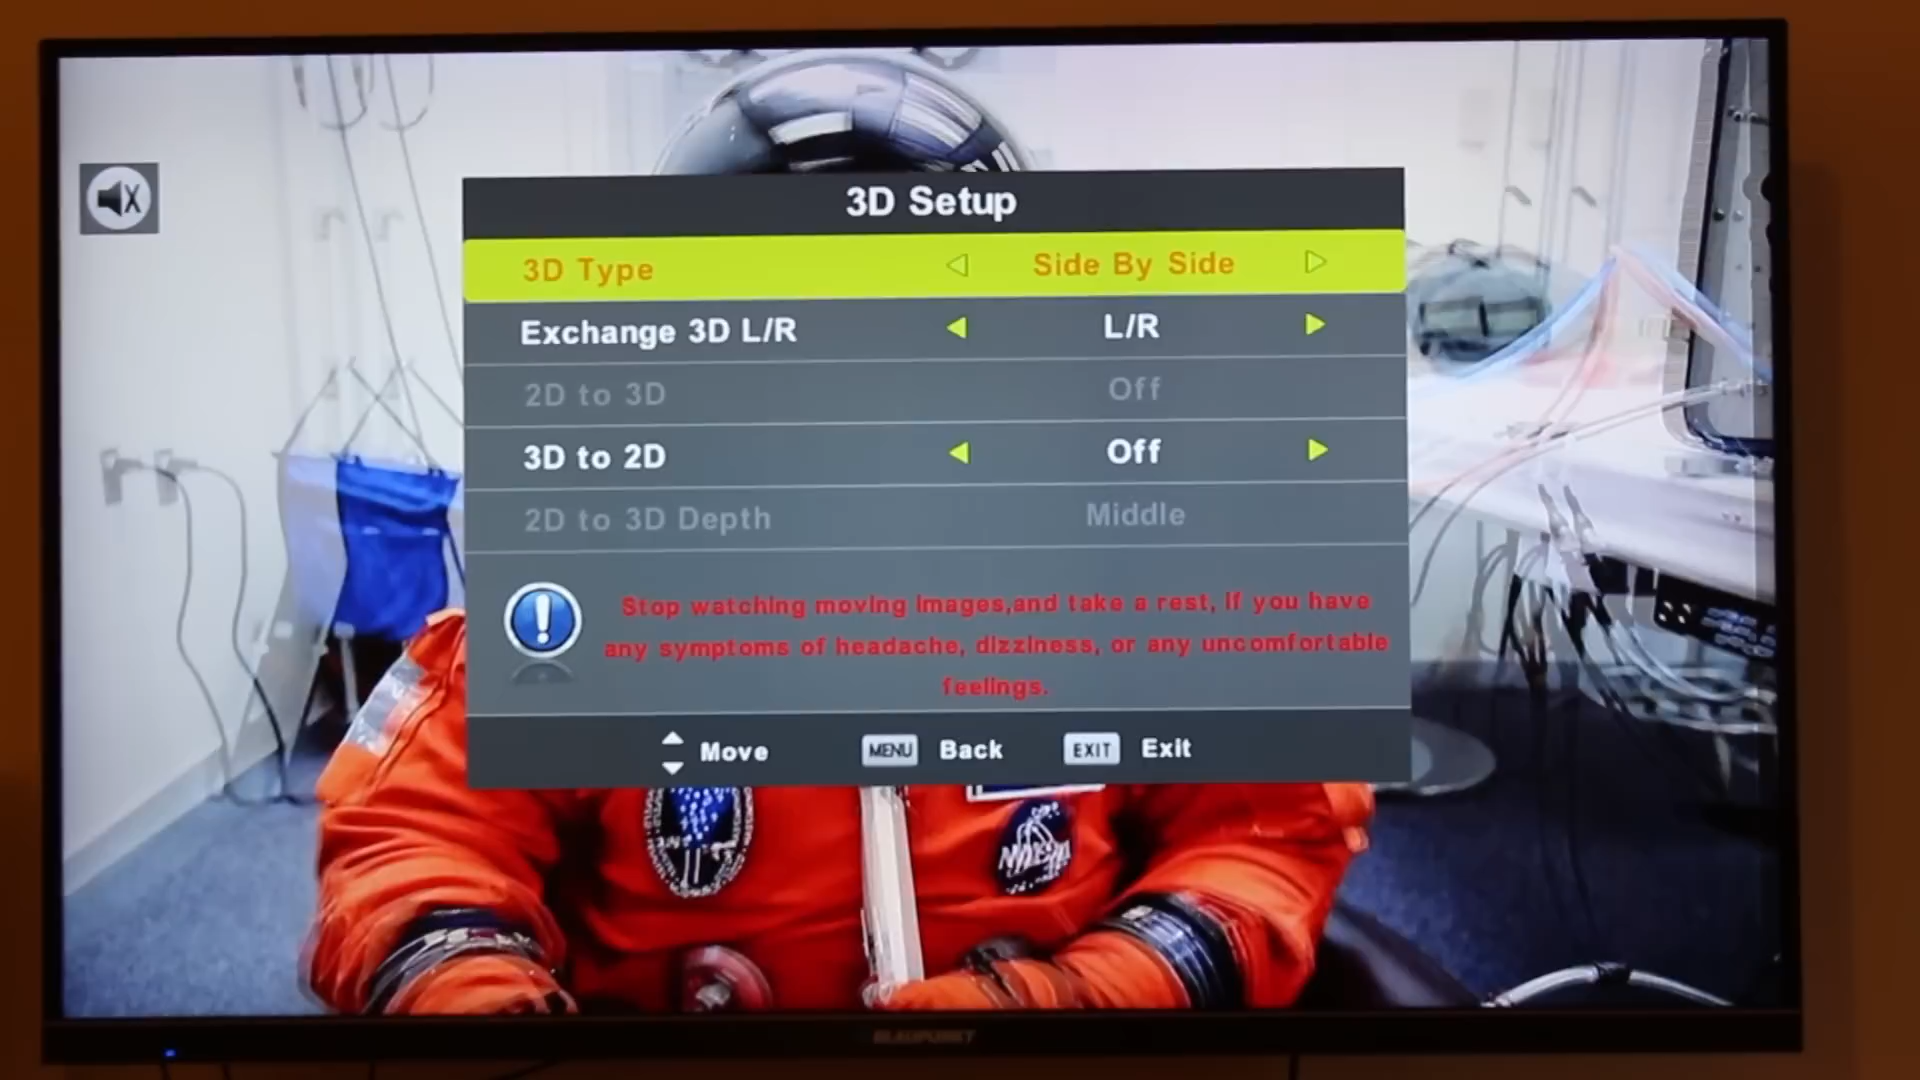 3D Setup
3D Type Side By Side
Exchange 3D L/R L/R
2D to 3D Off
3D to 2D Off
2D to 3D Depth Middle
Stop watching moving images,and take a rest, if you have
any symptoms of headache, dizziness, or any uncomfortable
feelings.
Move MENU Back EXIT Exit
BLAUPUNKT